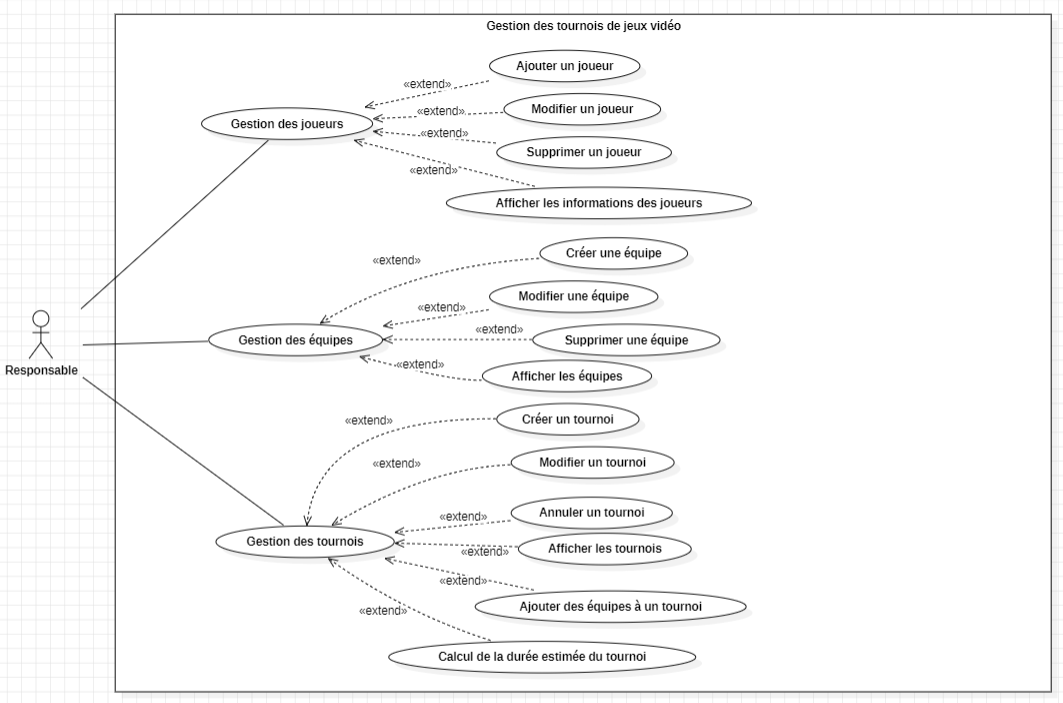 Gestion des tournois de jeux vidéo
Ajouter un joueur
«extend»
Modifier un joueur
«extend»
Gestion des joueurs
«extend»
Supprimer un joueur
«extend»
Afficher les informations des joueurs
Créer une équipe
«extend»
Modifier une équipe
«extend»
«extend»
Gestion des équipes
Supprimer une équipe
«extend»
Responsable
Afficher les équipes
Créer un tournoi
«extend»
Modifier un tournoi
«extend»
Annuler un tournoi
«extend»
Gestion des tournois
Afficher les tournois
«extend»
«extend»
Ajouter des équipes à un tournoi
«extend»
Calcul de la durée estimée du tournoi